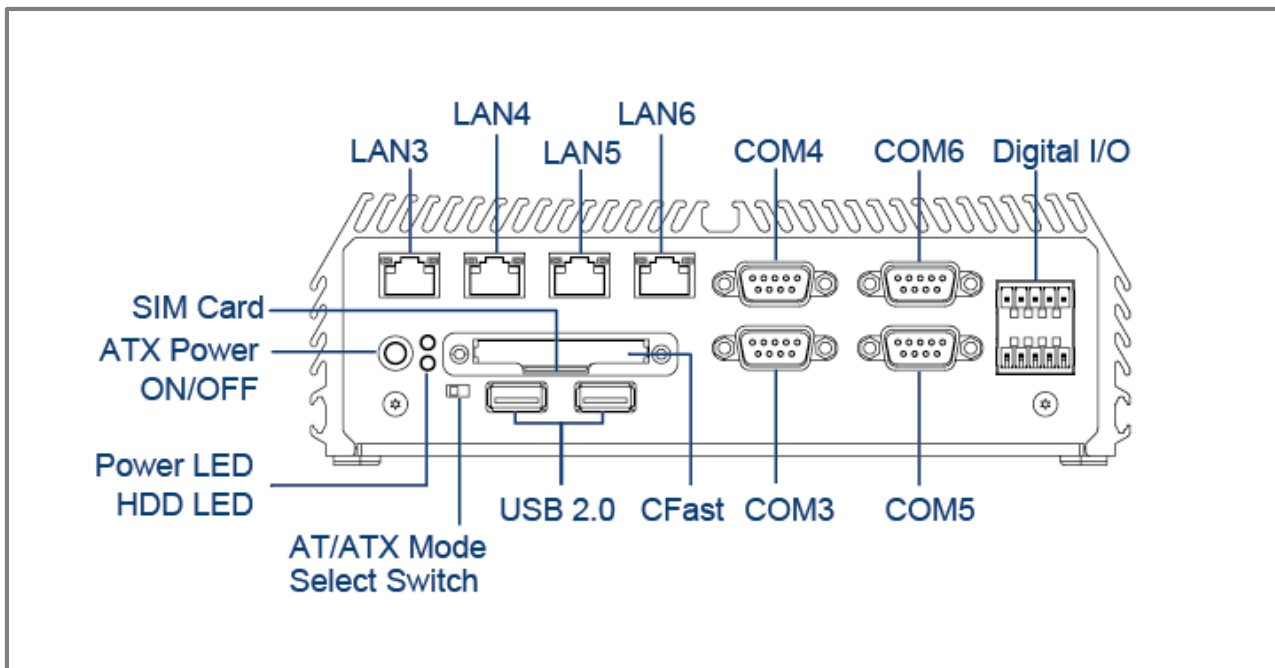 LAN3
LAN4
LAN5
LAN6
COM4
COM6
Digital I/O
SIM Card
ATX Power
ON/OFF
Power LED
HDD LED
AT/ATX Mode
Select Switch
USB 2.0
CFast
COM3
COM5